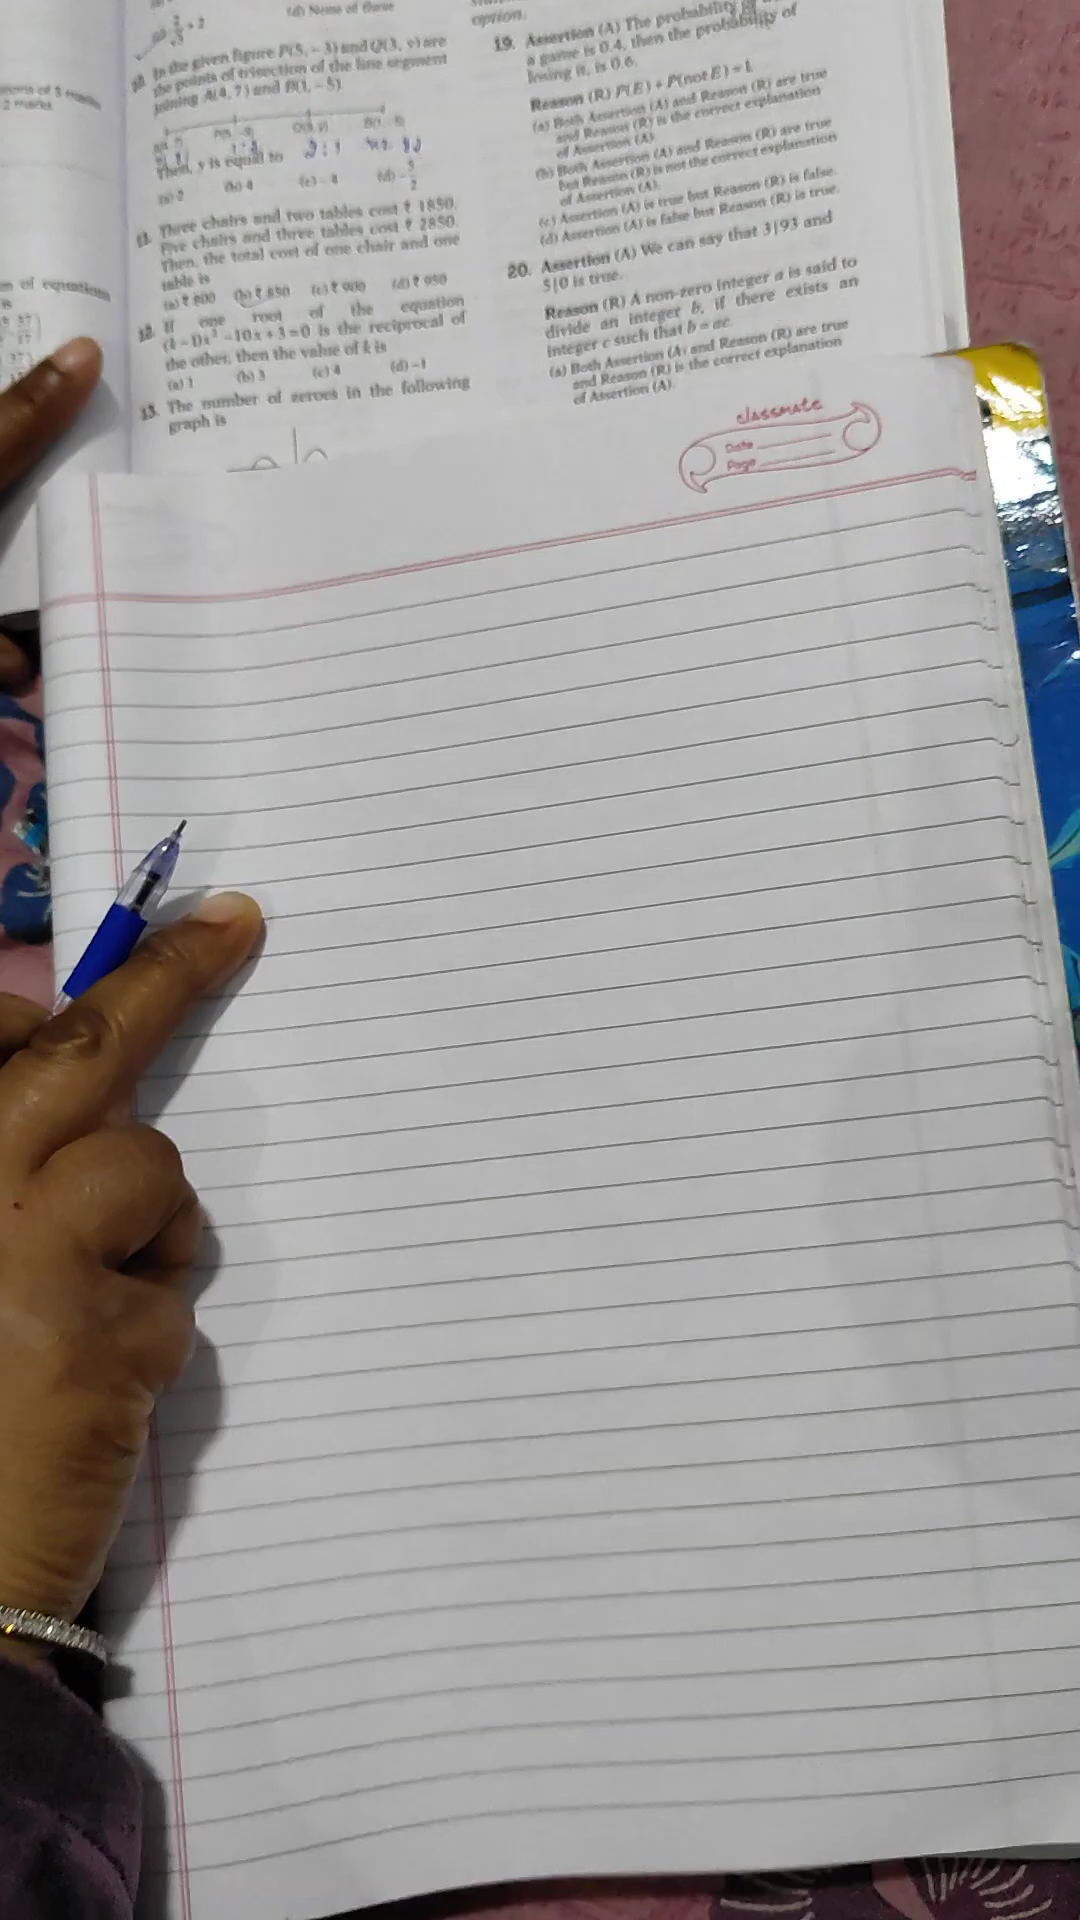 (d) None of these
10. In the given figure P(5, – 3) and Q(3, y) are
the points of trisection of the line segment
joining A(4, 7) and B(1, – 5)
Then, y is equal to
(a) 2 (b) 4 (c) – 4 (d) –5/2
11. Three chairs and two tables cost ₹ 1850.
Five chairs and three tables cost ₹ 2850.
Then, the total cost of one chair and one
table is
(a) ₹ 800 (b) ₹ 850 (c) ₹ 900 (d) ₹ 950
12. If one root of the equation
(k – 1)x² – 10x + 3 = 0 is the reciprocal of
the other, then the value of k is
(a) 1 (b) 3 (c) 4 (d) –1
13. The number of zeroes in the following
graph is
option.
19. Assertion (A) The probability of
a game is 0.4, then the probability of
losing it, is 0.6.
Reason (R) P(E) + P(not E) = 1
(a) Both Assertion (A) and Reason (R) are true
and Reason (R) is the correct explanation
of Assertion (A)
(b) Both Assertion (A) and Reason (R) are true
but Reason (R) is not the correct explanation
of Assertion (A).
(c) Assertion (A) is true but Reason (R) is false.
(d) Assertion (A) is false but Reason (R) is true.
20. Assertion (A) We can say that 3|93 and
5|0 is true.
Reason (R) A non-zero integer a is said to
divide an integer b, if there exists an
integer c such that b = ac.
(a) Both Assertion (A) and Reason (R) are true
and Reason (R) is the correct explanation
of Assertion (A).
classmate
Date
Page